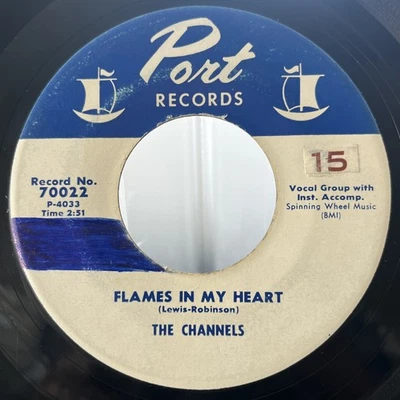 Port
RECORDS
Record No.
70022
P-4033
Time 2:51
15
Vocal Group with
Inst. Accomp.
Spinning Wheel Music
(BMI)
FLAMES IN MY HEART
(Lewis-Robinson)
THE CHANNELS